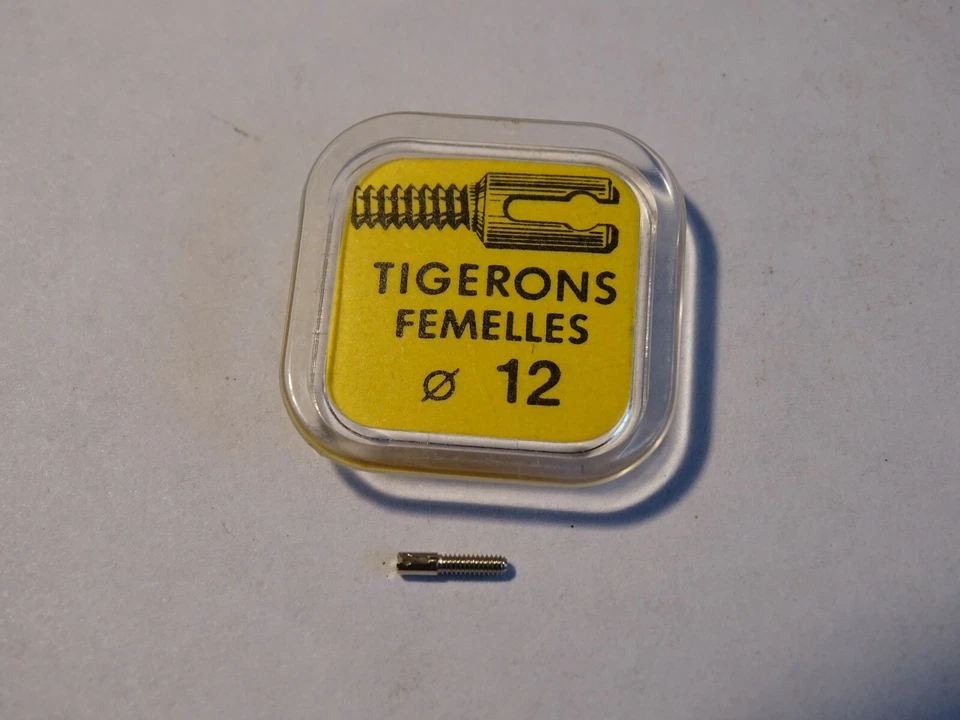 TIGERONS
FEMELLES
Ø 12